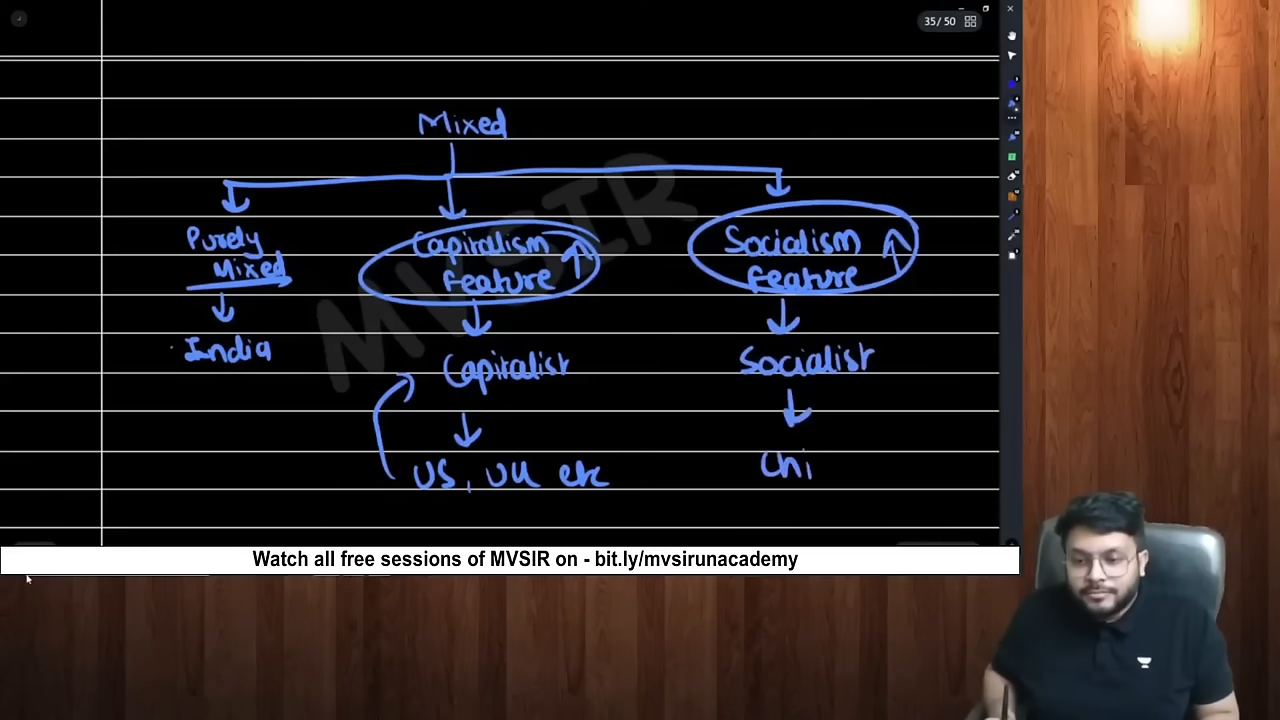 35/50
Mixed
Purely
Mixed
India
Capitalism
feature
Capitalist
US, UK etc
Socialism
feature
Socialist
Chi
MVSIR
Watch all free sessions of MVSIR on - bit.ly/mvsirunacademy